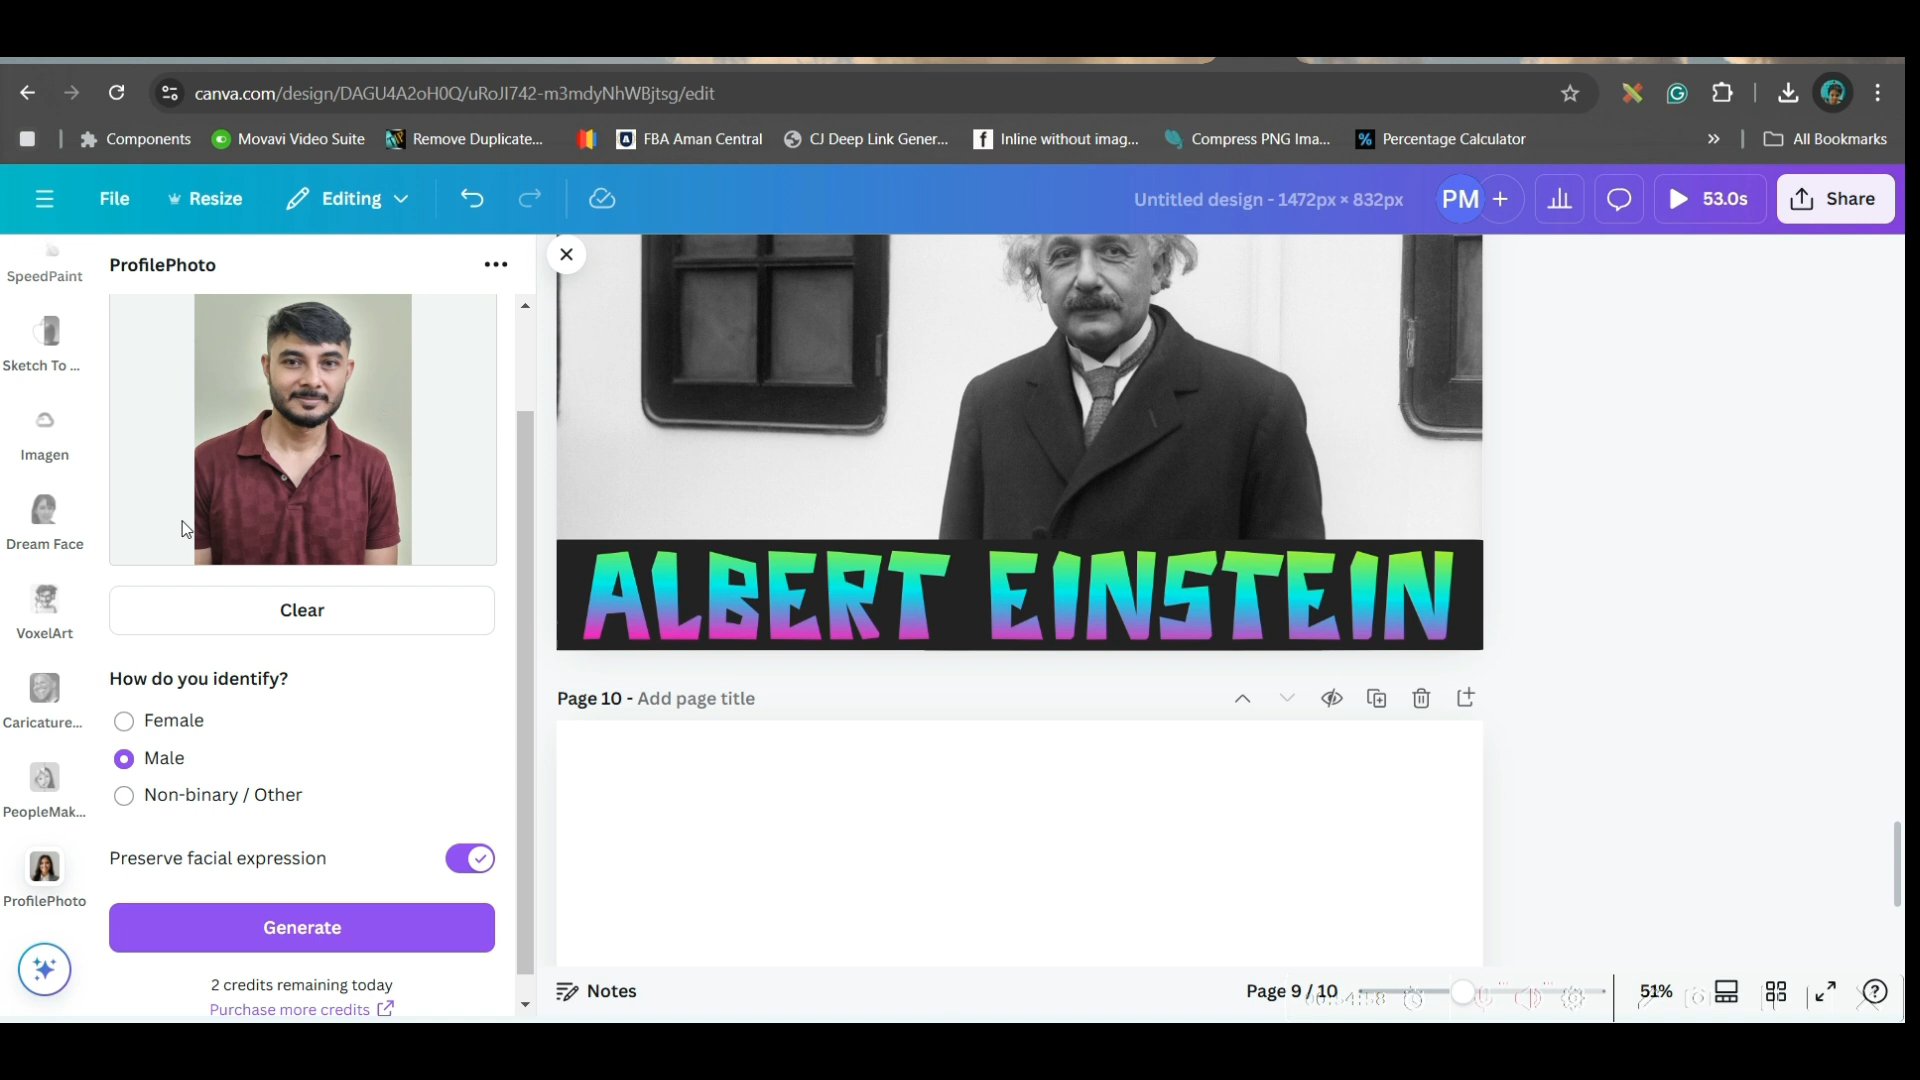 canva.com/design/DAGU4A2oH0Q/uRoJI742-m3mdyNhWBjtsg/edit
Components Movavi Video Suite Remove Duplicate... FBA Aman Central CJ Deep Link Gener... Inline without imag... Compress PNG Ima... Percentage Calculator » All Bookmarks
File Resize Editing Untitled design - 1472px × 832px PM + 53.0s Share
SpeedPaint
Sketch To ...
Imagen
Dream Face
VoxelArt
Caricature...
PeopleMak...
ProfilePhoto
ProfilePhoto
Clear
How do you identify?
Female
Male
Non-binary / Other
Preserve facial expression
Generate
2 credits remaining today
Purchase more credits
ALBERT EINSTEIN
Page 10 - Add page title
Notes
Page 9 / 10
51%